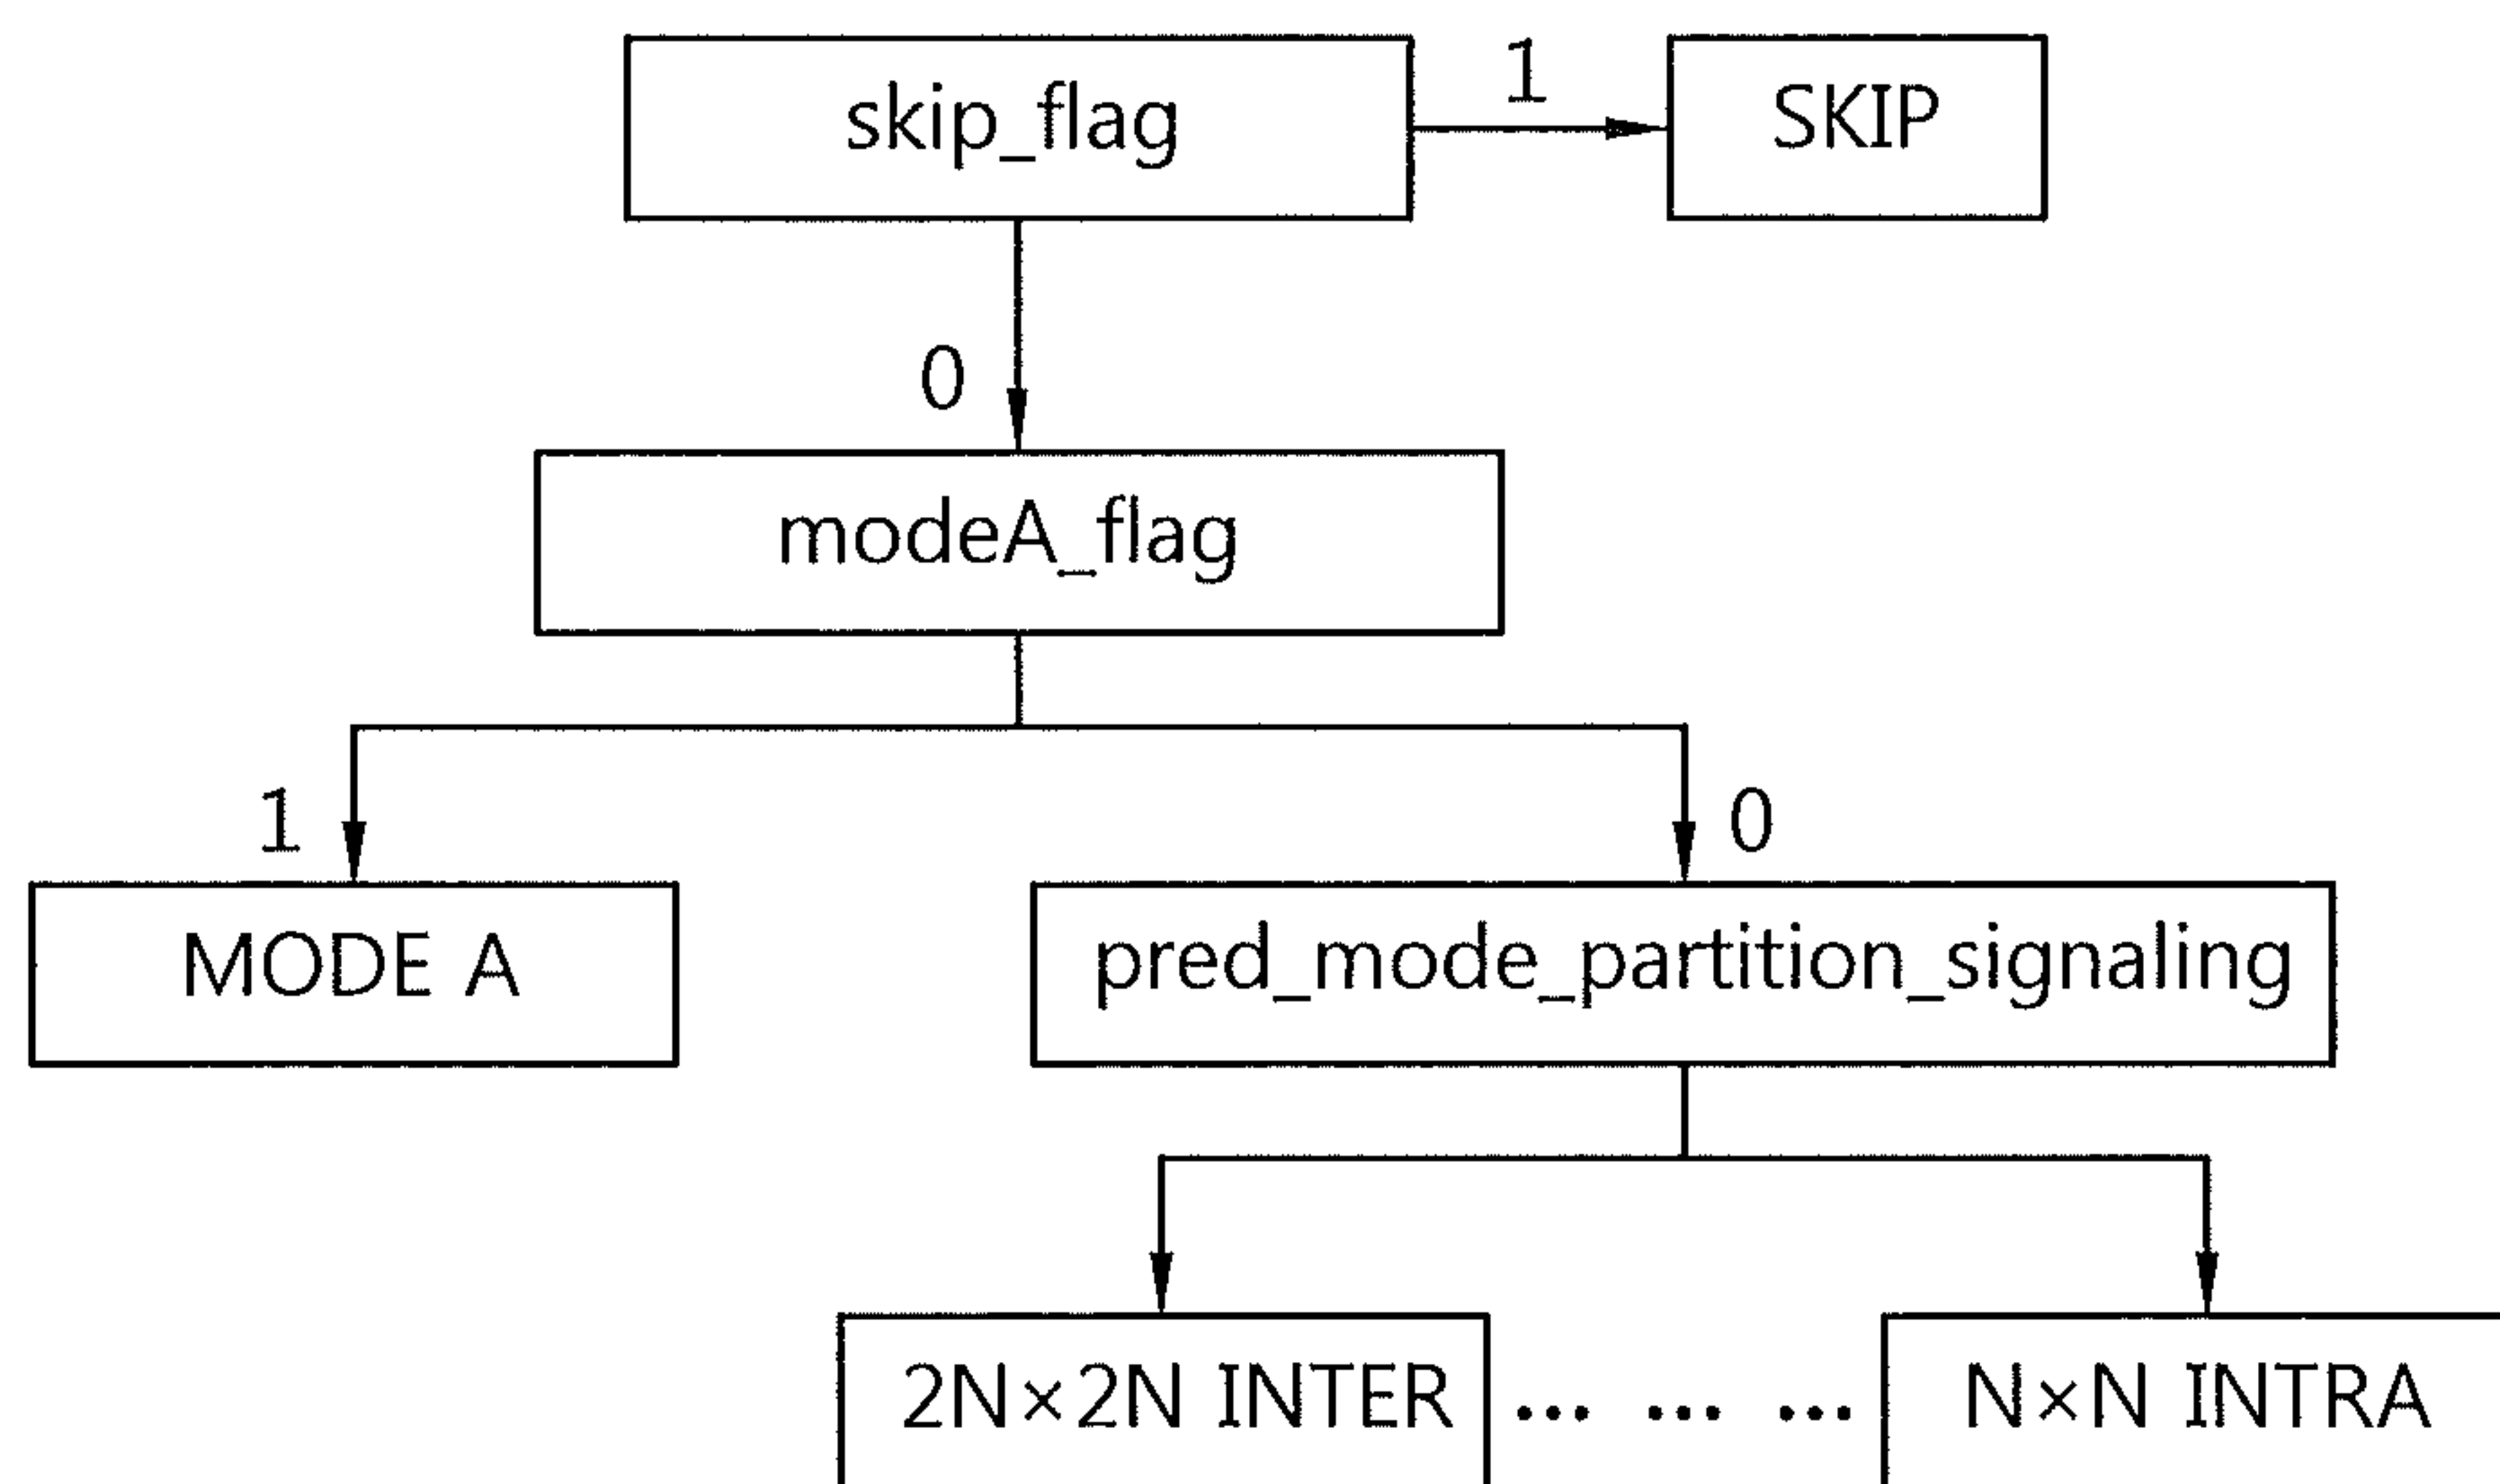 skip_flag 1 SKIP
0
modeA_flag
1 0
MODE A pred_mode_partition_signaling
2N×2N INTER ... ... ... N×N INTRA